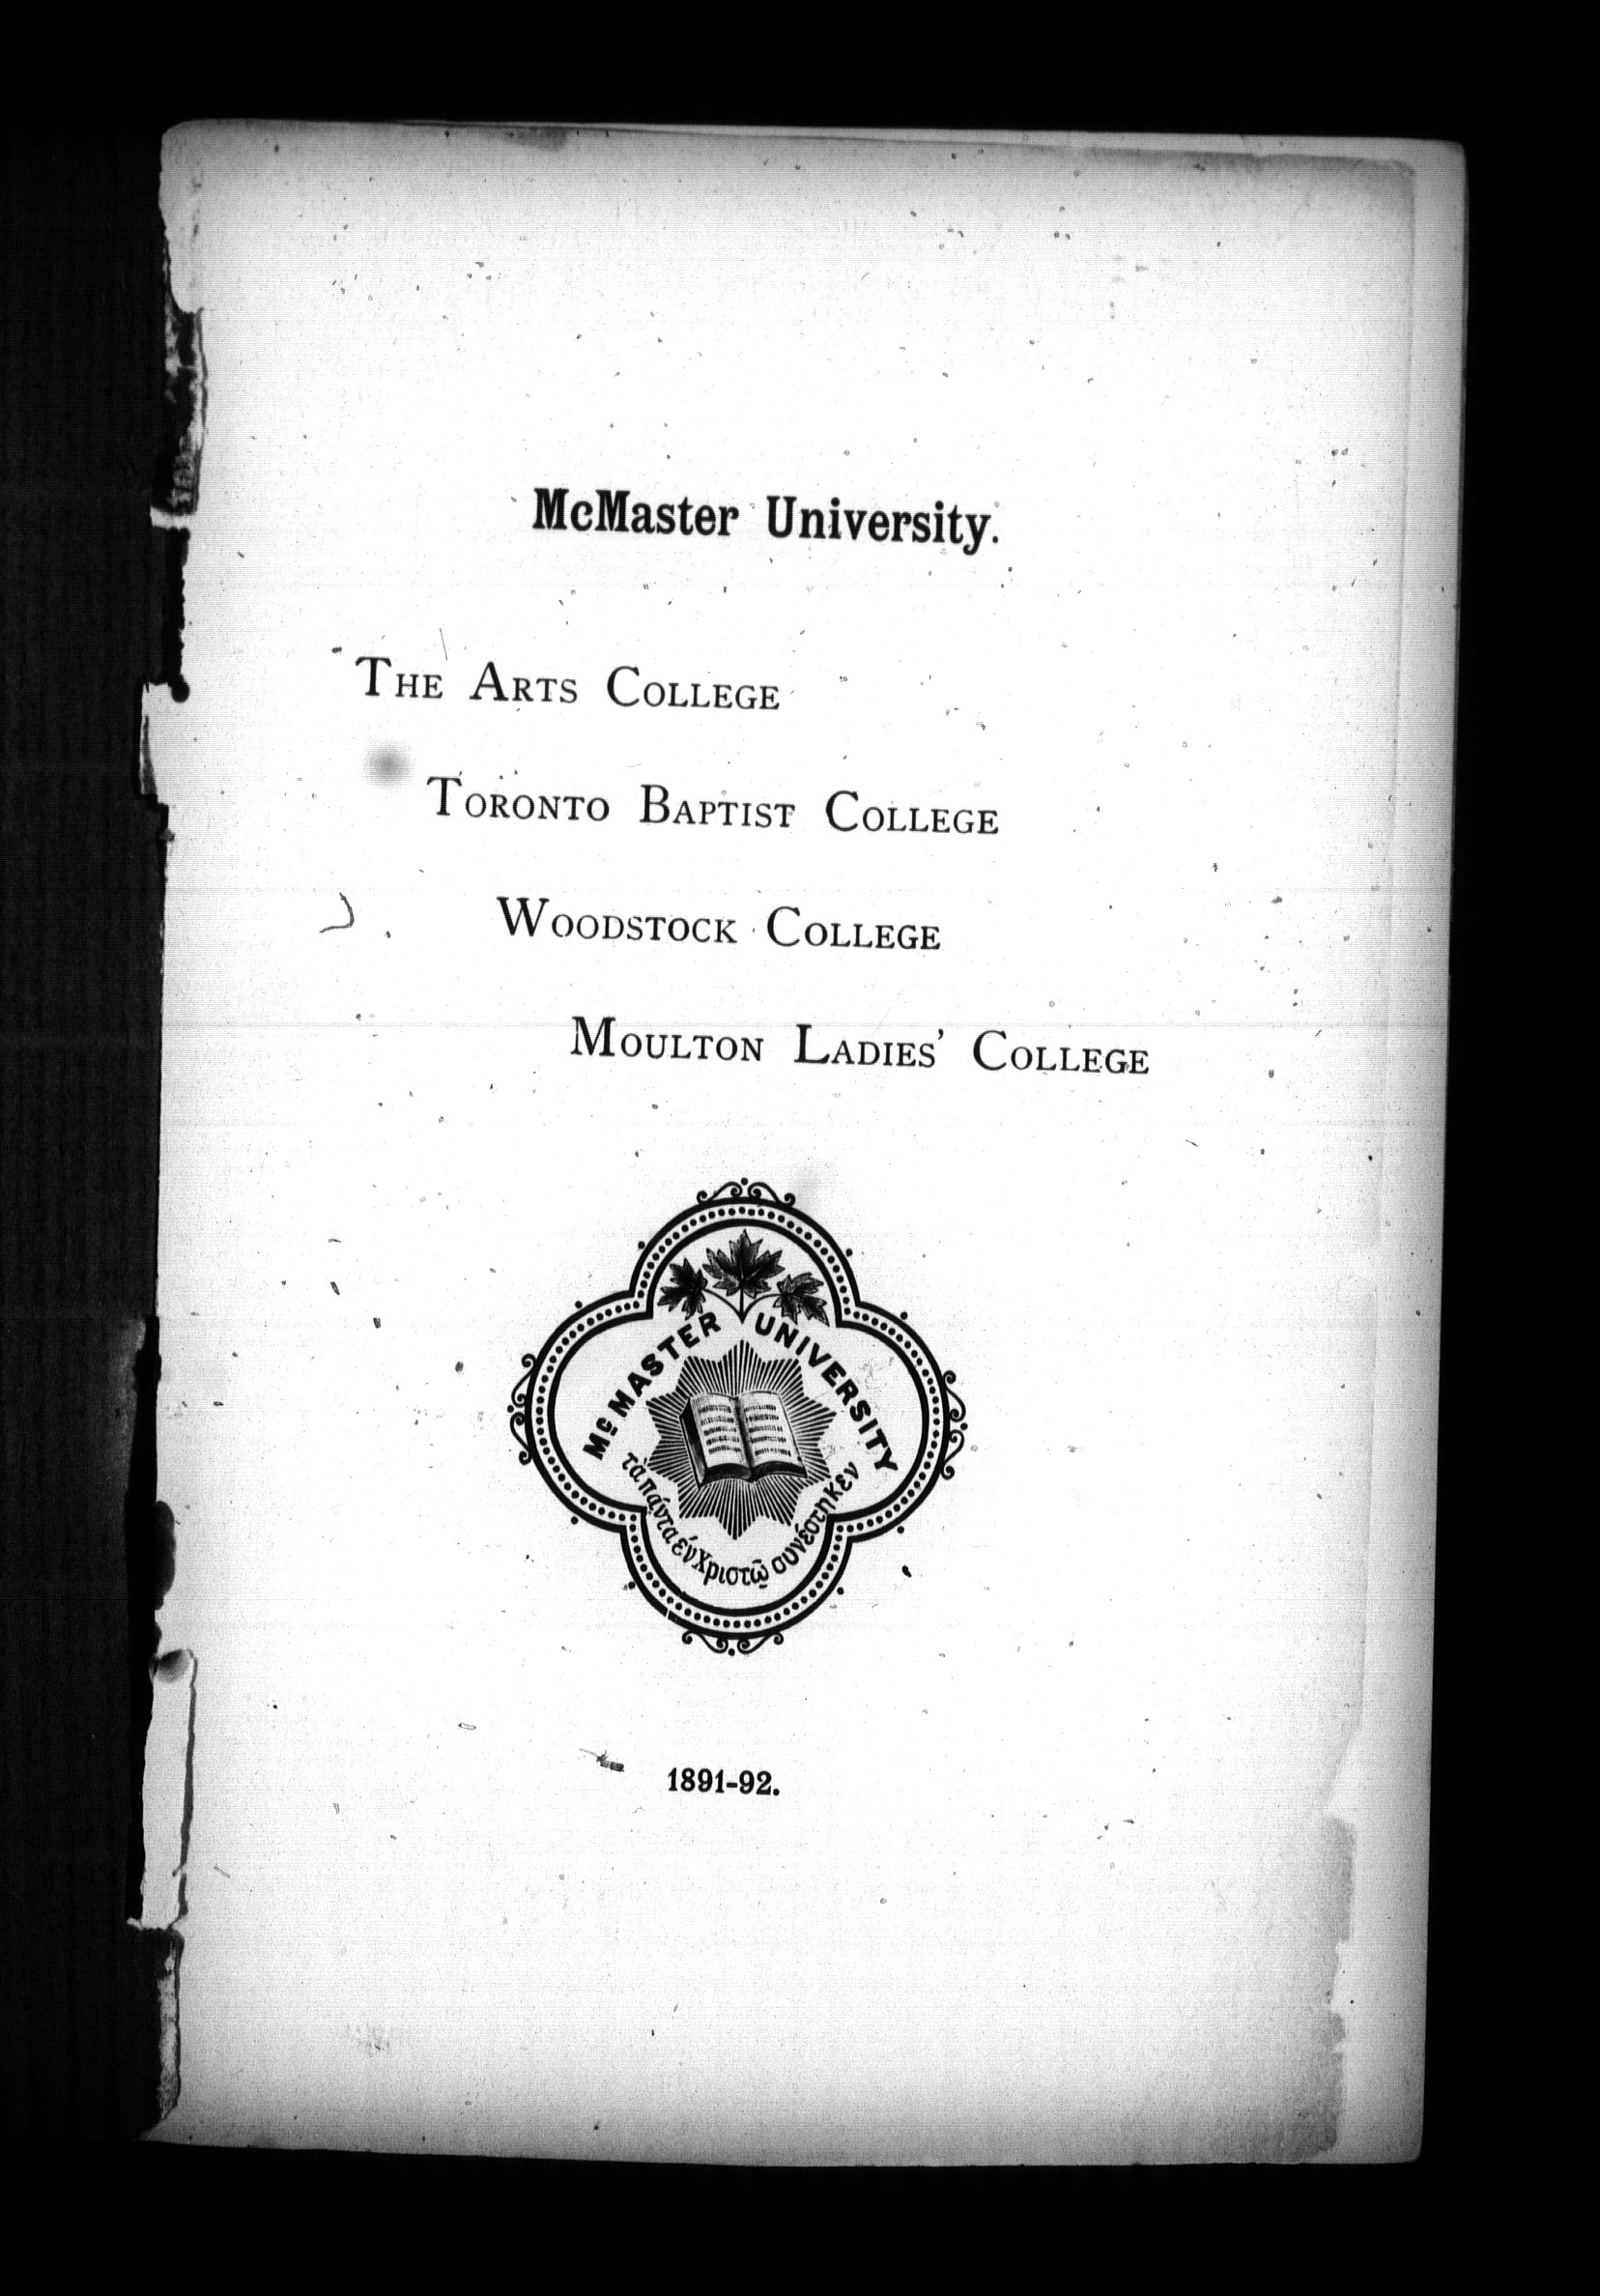 McMaster University.
THE ARTS COLLEGE
TORONTO BAPTIST COLLEGE
WOODSTOCK COLLEGE
MOULTON LADIES' COLLEGE
McMASTER UNIVERSITY
τὰ πάντα ἐν Χριστῷ συνέστηκεν
1891-92.